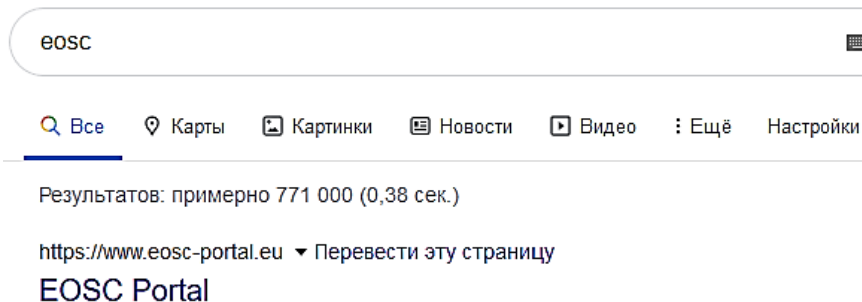 eosc
Все Карты Картинки Новости Видео Ещё Настройки
Результатов: примерно 771 000 (0,38 сек.)
https://www.eosc-portal.eu Перевести эту страницу
EOSC Portal